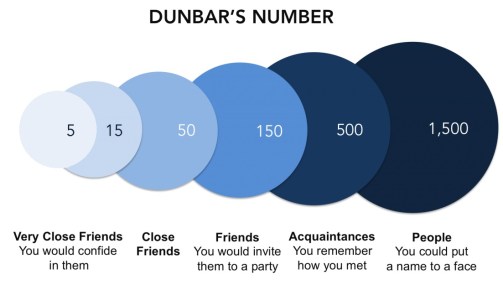 DUNBAR'S NUMBER
5
15
50
150
500
1,500
Very Close Friends
You would confide
in them
Close
Friends
Friends
You would invite
them to a party
Acquaintances
You remember
how you met
People
You could put
a name to a face